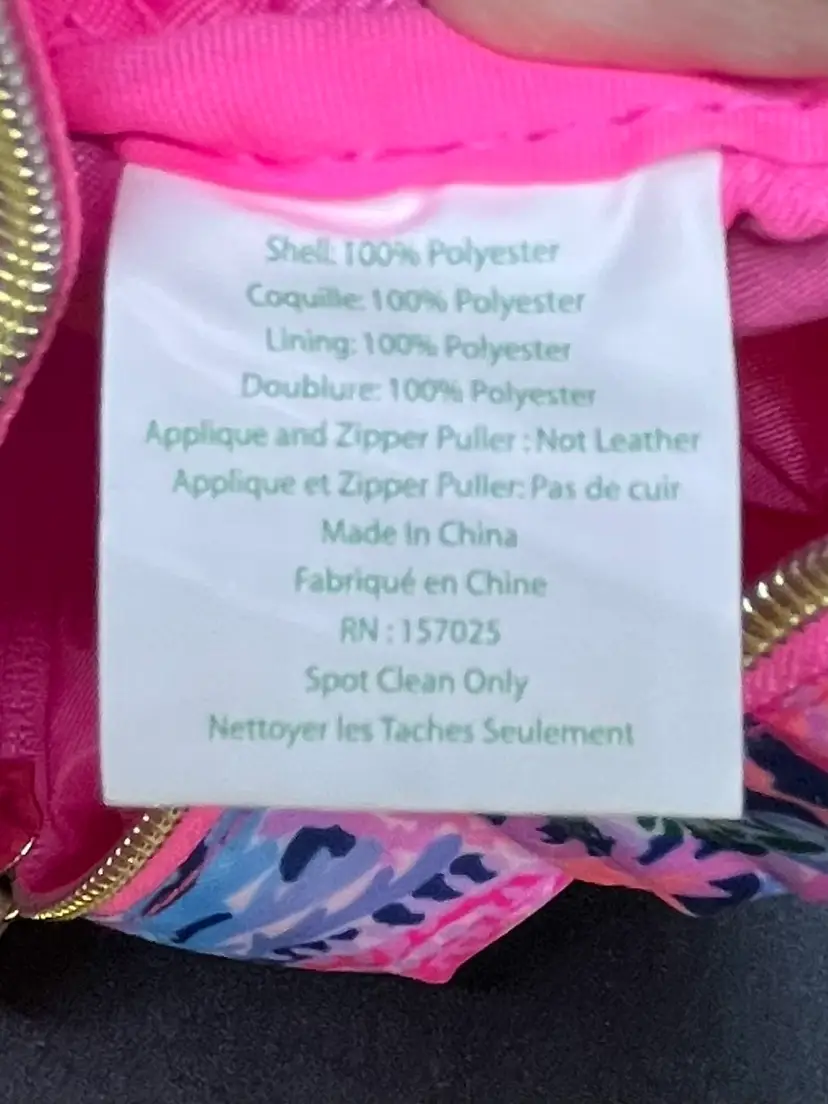 Shell: 100% Polyester
Coquille: 100% Polyester
Lining: 100% Polyester
Doublure: 100% Polyester
Applique and Zipper Puller : Not Leather
Applique et Zipper Puller: Pas de cuir
Made In China
Fabriqué en Chine
RN : 157025
Spot Clean Only
Nettoyer les Taches Seulement